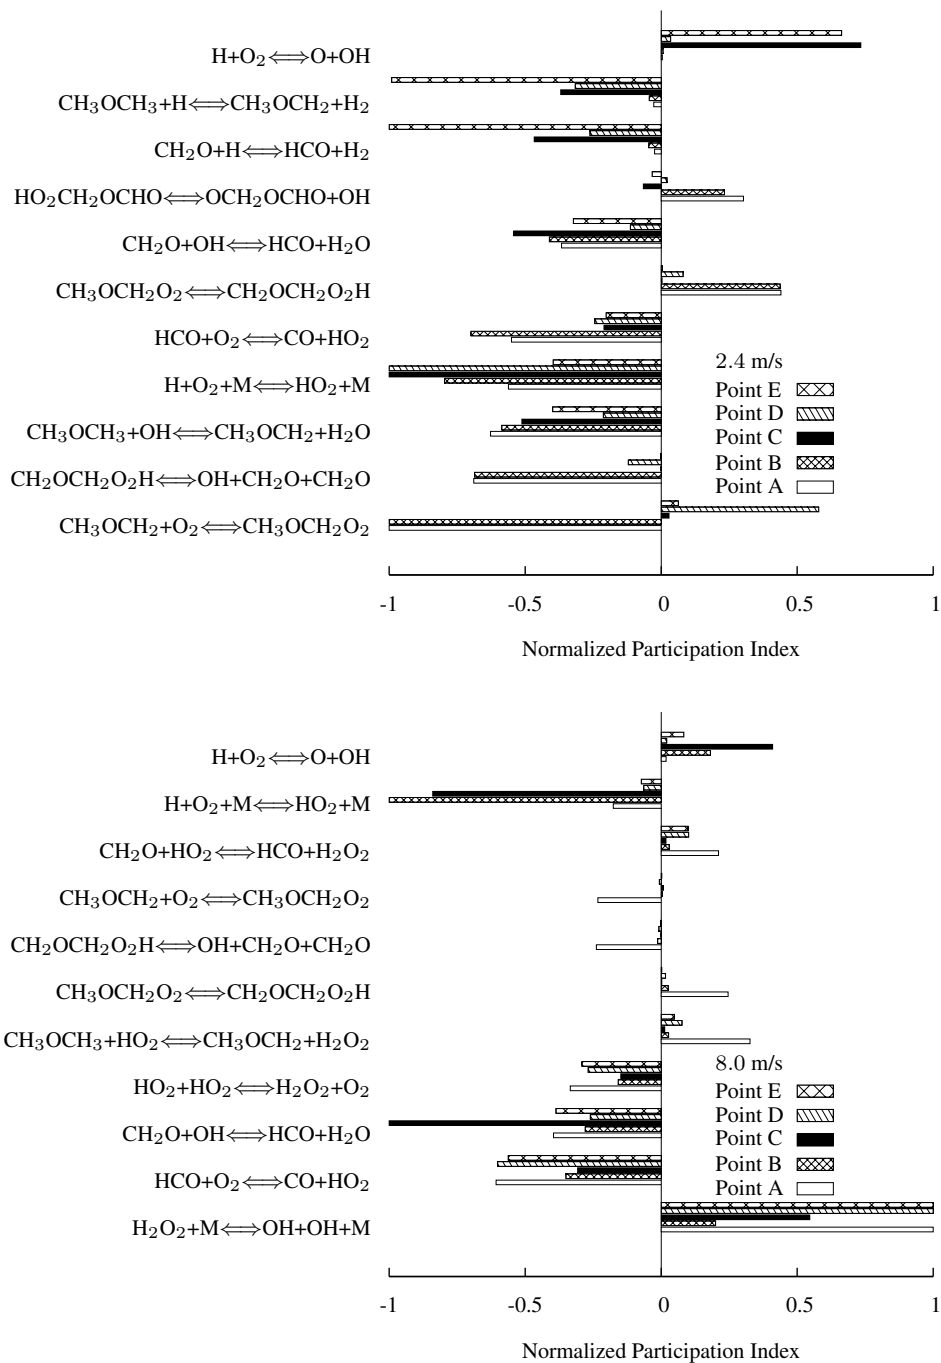 H+O₂⟺O+OH
CH₃OCH₃+H⟺CH₃OCH₂+H₂
CH₂O+H⟺HCO+H₂
HO₂CH₂OCHO⟺OCH₂OCHO+OH
CH₂O+OH⟺HCO+H₂O
CH₃OCH₂O₂⟺CH₂OCH₂O₂H
HCO+O₂⟺CO+HO₂
H+O₂+M⟺HO₂+M
CH₃OCH₃+OH⟺CH₃OCH₂+H₂O
CH₂OCH₂O₂H⟺OH+CH₂O+CH₂O
CH₃OCH₂+O₂⟺CH₃OCH₂O₂
2.4 m/s
Point E
Point D
Point C
Point B
Point A
-1 -0.5 0 0.5 1
Normalized Participation Index
H+O₂⟺O+OH
H+O₂+M⟺HO₂+M
CH₂O+HO₂⟺HCO+H₂O₂
CH₃OCH₂+O₂⟺CH₃OCH₂O₂
CH₂OCH₂O₂H⟺OH+CH₂O+CH₂O
CH₃OCH₂O₂⟺CH₂OCH₂O₂H
CH₃OCH₃+HO₂⟺CH₃OCH₂+H₂O₂
HO₂+HO₂⟺H₂O₂+O₂
CH₂O+OH⟺HCO+H₂O
HCO+O₂⟺CO+HO₂
H₂O₂+M⟺OH+OH+M
8.0 m/s
Point E
Point D
Point C
Point B
Point A
-1 -0.5 0 0.5 1
Normalized Participation Index